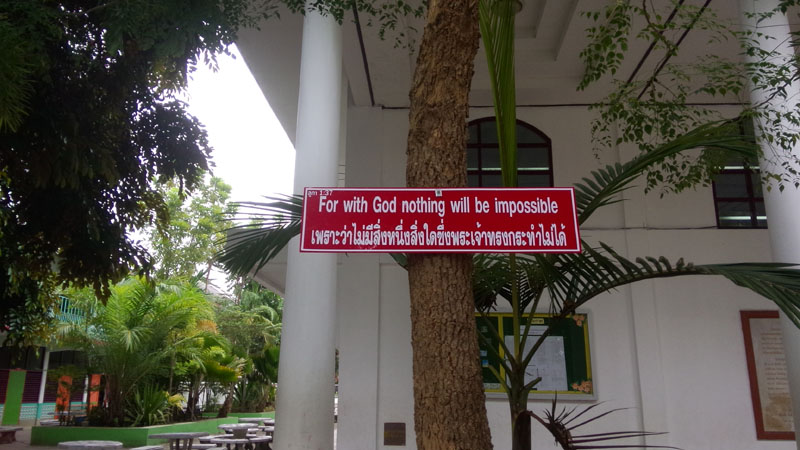 ลูก 1.37
For with God nothing will be impossible
เพราะว่าไม่มีสิ่งหนึ่งสิ่งใดซึ่งพระเจ้าทรงกระทำไม่ได้